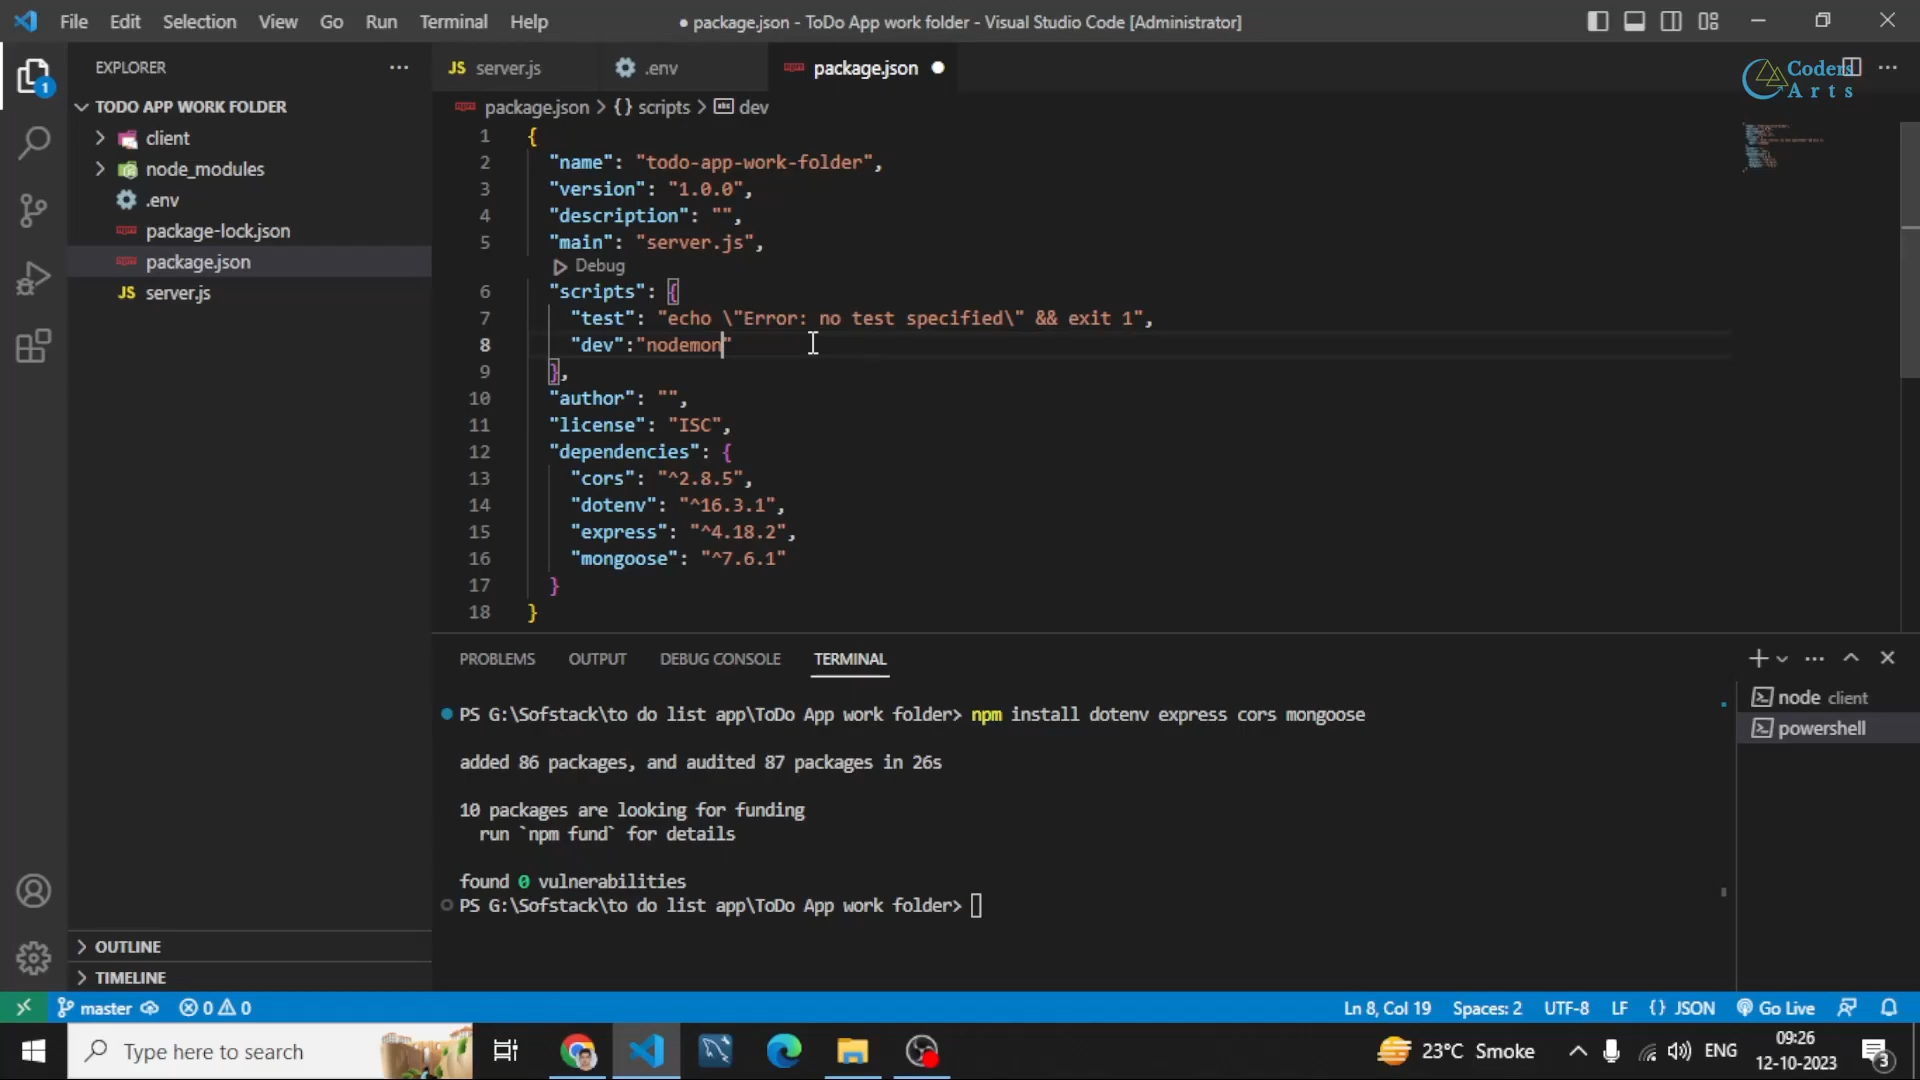 File Edit Selection View Go Run Terminal Help
● package.json - ToDo App work folder - Visual Studio Code [Administrator]
EXPLORER
TODO APP WORK FOLDER
client
node_modules
.env
package-lock.json
package.json
JS server.js
OUTLINE
TIMELINE
1
JS server.js
.env
package.json
Coders
Arts
package.json > {} scripts > abc dev
1 {
2 "name": "todo-app-work-folder",
3 "version": "1.0.0",
4 "description": "",
5 "main": "server.js",
Debug
6 "scripts": {
7 "test": "echo \"Error: no test specified\" && exit 1",
8 "dev":"nodemon"
9 },
10 "author": "",
11 "license": "ISC",
12 "dependencies": {
13 "cors": "^2.8.5",
14 "dotenv": "^16.3.1",
15 "express": "^4.18.2",
16 "mongoose": "^7.6.1"
17 }
18 }
PROBLEMS OUTPUT DEBUG CONSOLE TERMINAL
PS G:\Sofstack\to do list app\ToDo App work folder> npm install dotenv express cors mongoose
added 86 packages, and audited 87 packages in 26s
10 packages are looking for funding
run `npm fund` for details
found 0 vulnerabilities
PS G:\Sofstack\to do list app\ToDo App work folder>
node client
powershell
master
0 0
Ln 8, Col 19 Spaces: 2 UTF-8 LF {} JSON Go Live
Type here to search
23°C Smoke
ENG
09:26
12-10-2023
3